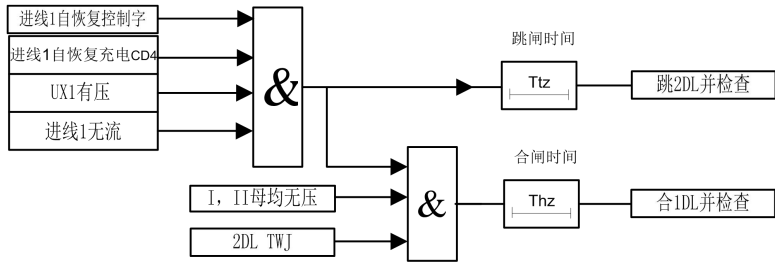 进线1自恢复控制字
进线1自恢复充电CD4
UX1有压
进线1无流
&
跳闸时间
Ttz
跳2DL并检查
I，II母均无压
2DL TWJ
&
合闸时间
Thz
合1DL并检查